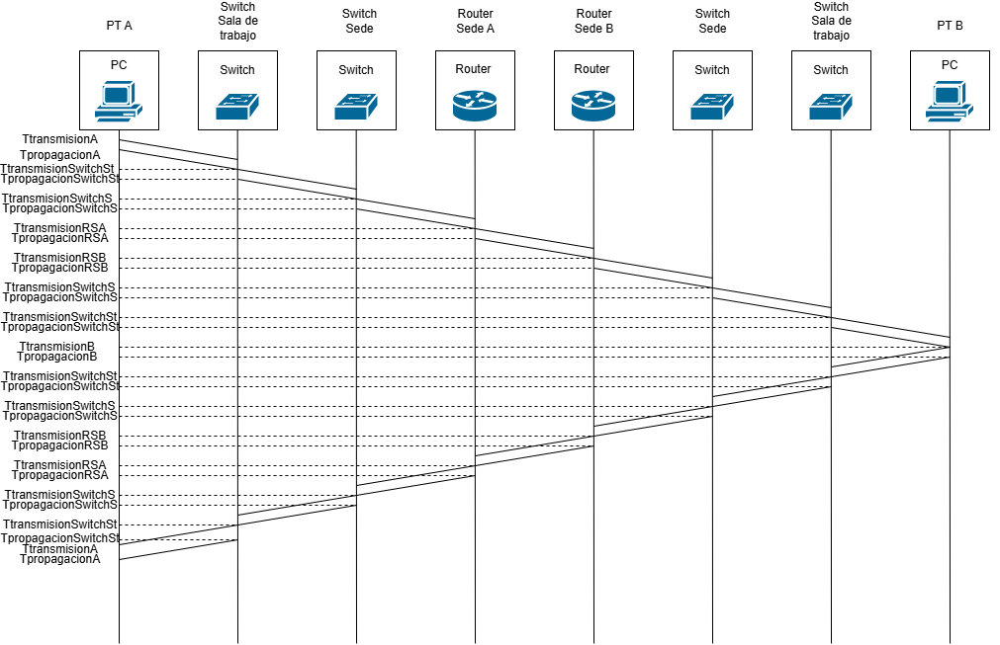 PT A
Switch
Sala de
trabajo
Switch
Sede
Router
Sede A
Router
Sede B
Switch
Sede
Switch
Sala de
trabajo
PT B
PC
Switch
Switch
Router
Router
Switch
Switch
PC
TtransmisionA
TpropagacionA
TtransmisionSwitchSt
TpropagacionSwitchSt
TtransmisionSwitchS
TpropagacionSwitchS
TtransmisionRSA
TpropagacionRSA
TtransmisionRSB
TpropagacionRSB
TtransmisionSwitchS
TpropagacionSwitchS
TtransmisionSwitchSt
TpropagacionSwitchSt
TtransmisionB
TpropagacionB
TtransmisionSwitchSt
TpropagacionSwitchSt
TtransmisionSwitchS
TpropagacionSwitchS
TtransmisionRSB
TpropagacionRSB
TtransmisionRSA
TpropagacionRSA
TtransmisionSwitchS
TpropagacionSwitchS
TtransmisionSwitchSt
TpropagacionSwitchSt
TtransmisionA
TpropagacionA